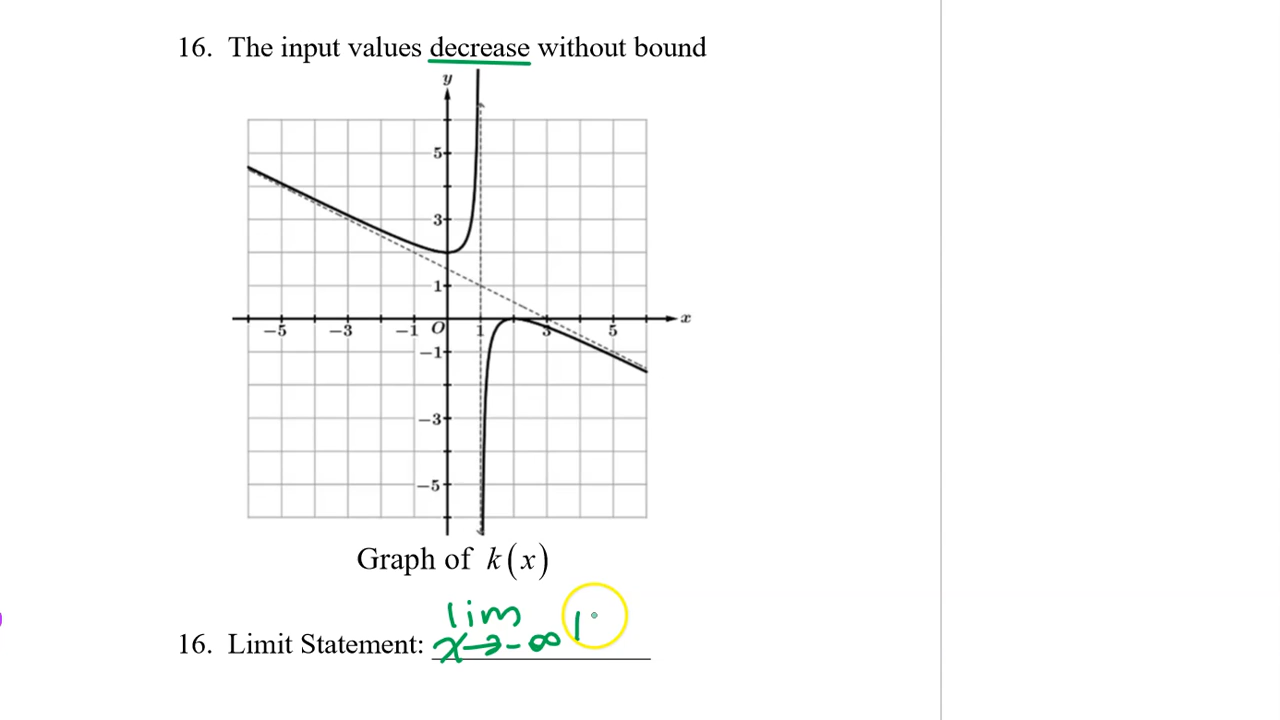 16. The input values decrease without bound
y
5
3
1
-5 -3 -1 O 1 3 5 x
-1
-3
-5
Graph of k(x)
lim
16. Limit Statement: x→-∞